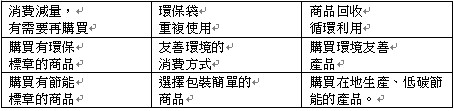 消費減量，
有需要再購買
環保袋
重複使用
商品回收
循環利用
購買有環保
標章的商品
友善環境的
消費方式
購買環境友善
產品
購買有節能
標章的商品
選擇包裝簡單的
商品
購買在地生產、低碳節
能的產品。